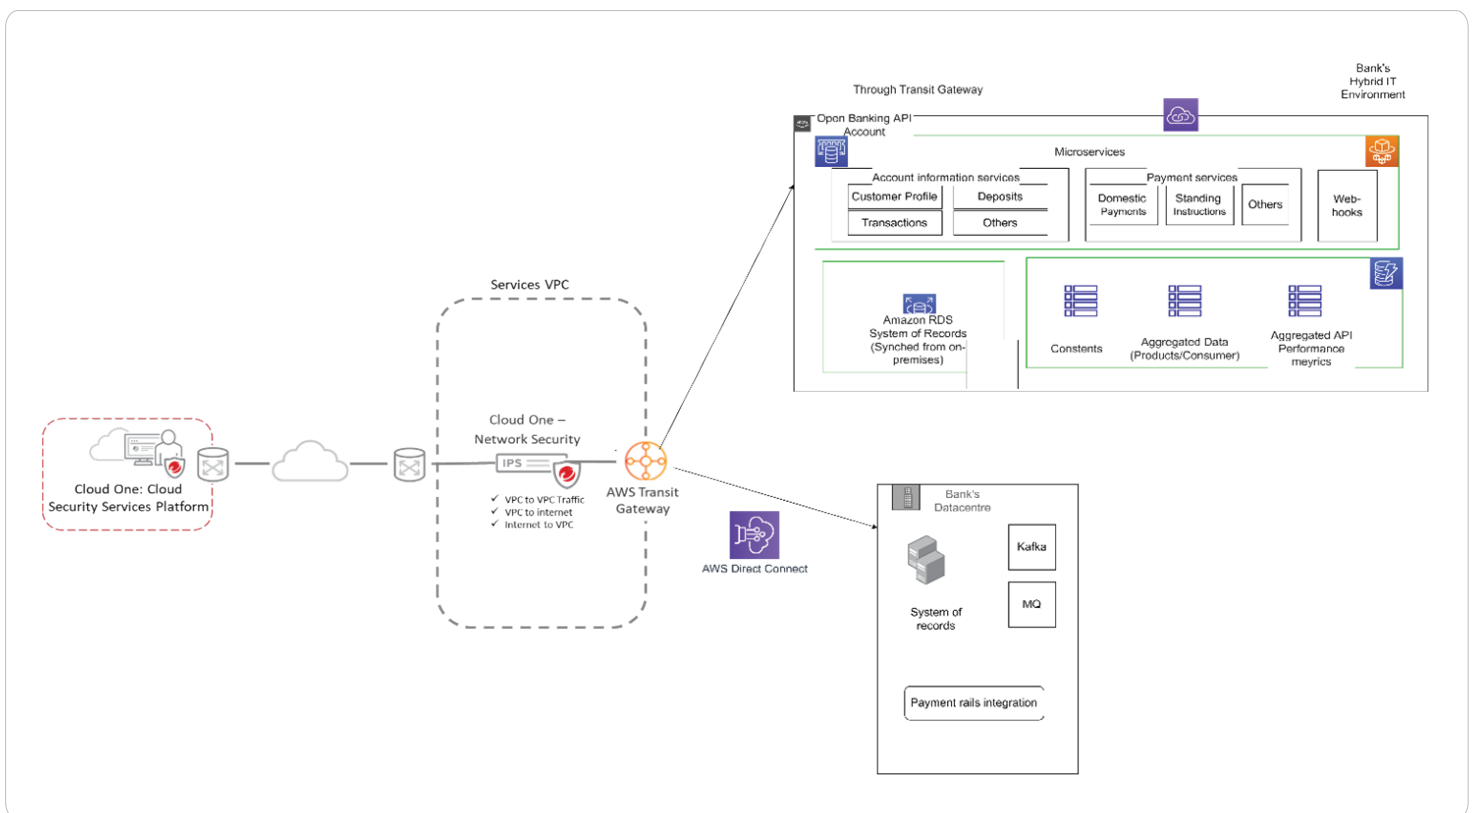 Bank's
Hybrid IT
Environment
Through Transit Gateway
Open Banking API
Account
Microservices
Account information services
Customer Profile
Deposits
Transactions
Others
Payment services
Domestic
Payments
Standing
Instructions
Others
Web-
hooks
Amazon RDS
System of Records
(Synched from on-
premises)
Constents
Aggregated Data
(Products/Consumer)
Aggregated API
Performance
meyrics
Services VPC
Cloud One –
Network Security
IPS
✓ VPC to VPC Traffic
✓ VPC to internet
✓ Internet to VPC
AWS Transit
Gateway
Cloud One: Cloud
Security Services Platform
AWS Direct Connect
Bank's
Datacentre
Kafka
MQ
System of
records
Payment rails integration